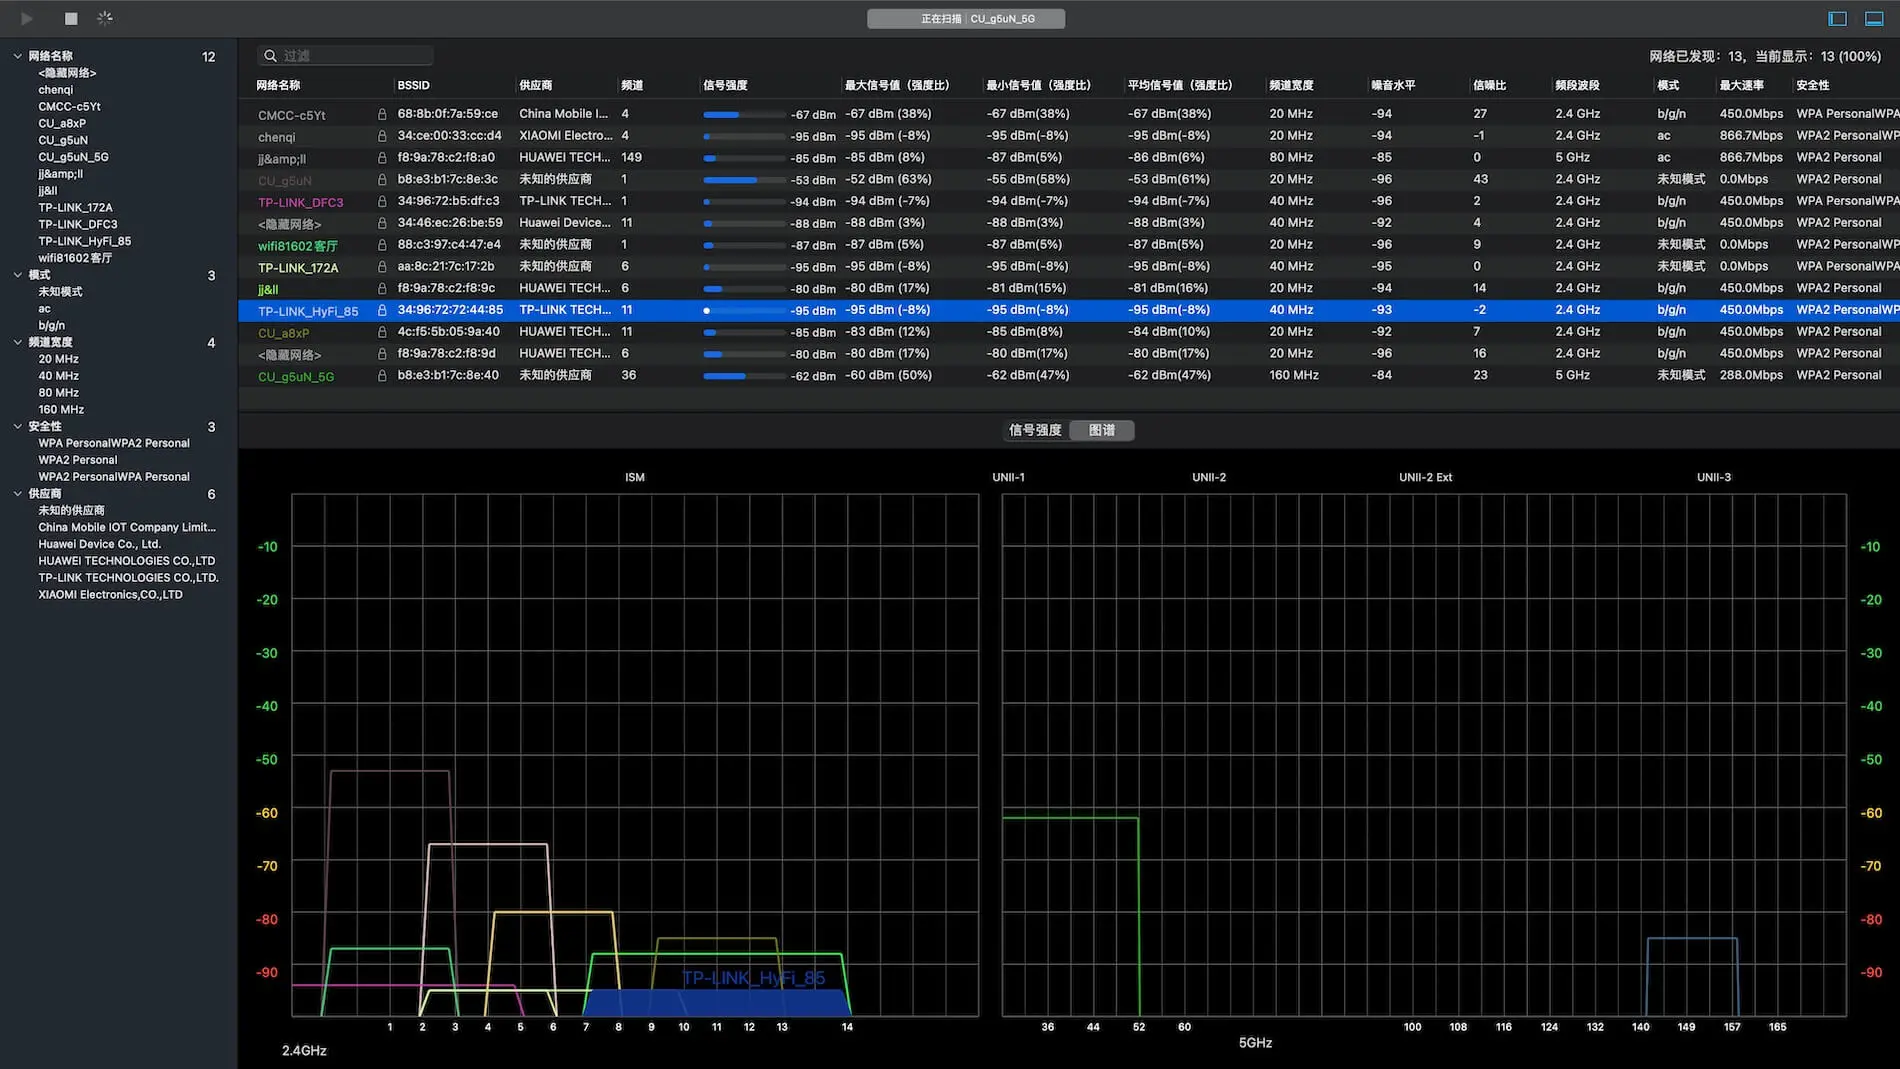 正在扫描 | CU_g5uN_5G
网络名称 12
<隐藏网络>
chenqi
CMCC-c5Yt
CU_a8xP
CU_g5uN
CU_g5uN_5G
jj&amp;ll
jj&ll
TP-LINK_172A
TP-LINK_DFC3
TP-LINK_HyFi_85
wifi81602客厅
模式 3
未知模式
ac
b/g/n
频道宽度 4
20 MHz
40 MHz
80 MHz
160 MHz
安全性 3
WPA PersonalWPA2 Personal
WPA2 Personal
WPA2 PersonalWPA Personal
供应商 6
未知的供应商
China Mobile IOT Company Limit...
Huawei Device Co., Ltd.
HUAWEI TECHNOLOGIES CO.,LTD
TP-LINK TECHNOLOGIES CO.,LTD.
XIAOMI Electronics,CO.,LTD
过滤 网络已发现：13，当前显示：13 (100%)
网络名称 BSSID 供应商 频道 信号强度 最大信号值（强度比） 最小信号值（强度比） 平均信号值（强度比） 频道宽度 噪音水平 信噪比 频段波段 模式 最大速率 安全性
CMCC-c5Yt 68:8b:0f:7a:59:ce China Mobile I... 4 -67 dBm -67 dBm (38%) -67 dBm(38%) -67 dBm(38%) 20 MHz -94 27 2.4 GHz b/g/n 450.0Mbps WPA PersonalWPA
chenqi 34:ce:00:33:cc:d4 XIAOMI Electro... 4 -95 dBm -95 dBm (-8%) -95 dBm(-8%) -95 dBm(-8%) 20 MHz -94 -1 2.4 GHz ac 866.7Mbps WPA2 PersonalWP
jj&amp;ll f8:9a:78:c2:f8:a0 HUAWEI TECH... 149 -85 dBm -85 dBm (8%) -87 dBm(5%) -86 dBm(6%) 80 MHz -85 0 5 GHz ac 866.7Mbps WPA2 Personal
CU_g5uN b8:e3:b1:7c:8e:3c 未知的供应商 1 -53 dBm -52 dBm (63%) -55 dBm(58%) -53 dBm(61%) 20 MHz -96 43 2.4 GHz 未知模式 0.0Mbps WPA2 Personal
TP-LINK_DFC3 34:96:72:b5:df:c3 TP-LINK TECH... 1 -94 dBm -94 dBm (-7%) -94 dBm(-7%) -94 dBm(-7%) 20 MHz -96 2 2.4 GHz b/g/n 450.0Mbps WPA PersonalWPA
<隐藏网络> 34:46:ec:26:be:59 Huawei Device... 11 -88 dBm -88 dBm (3%) -88 dBm(3%) -88 dBm(3%) 40 MHz -92 4 2.4 GHz b/g/n 450.0Mbps WPA2 Personal
wifi81602客厅 88:c3:97:c4:47:e4 未知的供应商 1 -87 dBm -87 dBm (5%) -87 dBm(5%) -87 dBm(5%) 20 MHz -96 9 2.4 GHz 未知模式 0.0Mbps WPA2 PersonalWP
TP-LINK_172A aa:8c:21:7c:17:2b 未知的供应商 6 -95 dBm -95 dBm (-8%) -95 dBm(-8%) -95 dBm(-8%) 40 MHz -95 0 2.4 GHz 未知模式 0.0Mbps WPA2 PersonalWP
jj&ll f8:9a:78:c2:f8:9c HUAWEI TECH... 6 -80 dBm -80 dBm (17%) -81 dBm(15%) -81 dBm(16%) 20 MHz -94 14 2.4 GHz b/g/n 450.0Mbps WPA2 Personal
TP-LINK_HyFi_85 34:96:72:72:44:85 TP-LINK TECH... 11 -95 dBm -95 dBm (-8%) -95 dBm(-8%) -95 dBm(-8%) 40 MHz -93 -2 2.4 GHz b/g/n 450.0Mbps WPA2 PersonalWP
CU_a8xP 4c:f5:5b:05:9a:40 HUAWEI TECH... 11 -85 dBm -83 dBm (12%) -85 dBm(8%) -84 dBm(10%) 20 MHz -92 7 2.4 GHz b/g/n 450.0Mbps WPA PersonalWPA
<隐藏网络> f8:9a:78:c2:f8:9d HUAWEI TECH... 6 -80 dBm -80 dBm (17%) -80 dBm(17%) -80 dBm(17%) 20 MHz -96 16 2.4 GHz b/g/n 450.0Mbps WPA2 Personal
CU_g5uN_5G b8:e3:b1:7c:8e:40 未知的供应商 36 -62 dBm -60 dBm (50%) -62 dBm(47%) -62 dBm(47%) 160 MHz -84 23 5 GHz 未知模式 288.0Mbps WPA2 Personal
信号强度 图谱
ISM UNII-1 UNII-2 UNII-2 Ext UNII-3
-10 -10
-20 -20
-30 -30
-40 -40
-50 -50
-60 -60
-70 -70
-80 -80
-90 TP-LINK_HyFi_85 -90
1 2 3 4 5 6 7 8 9 10 11 12 13 14 36 44 52 60 100 108 116 124 132 140 149 157 165
2.4GHz 5GHz